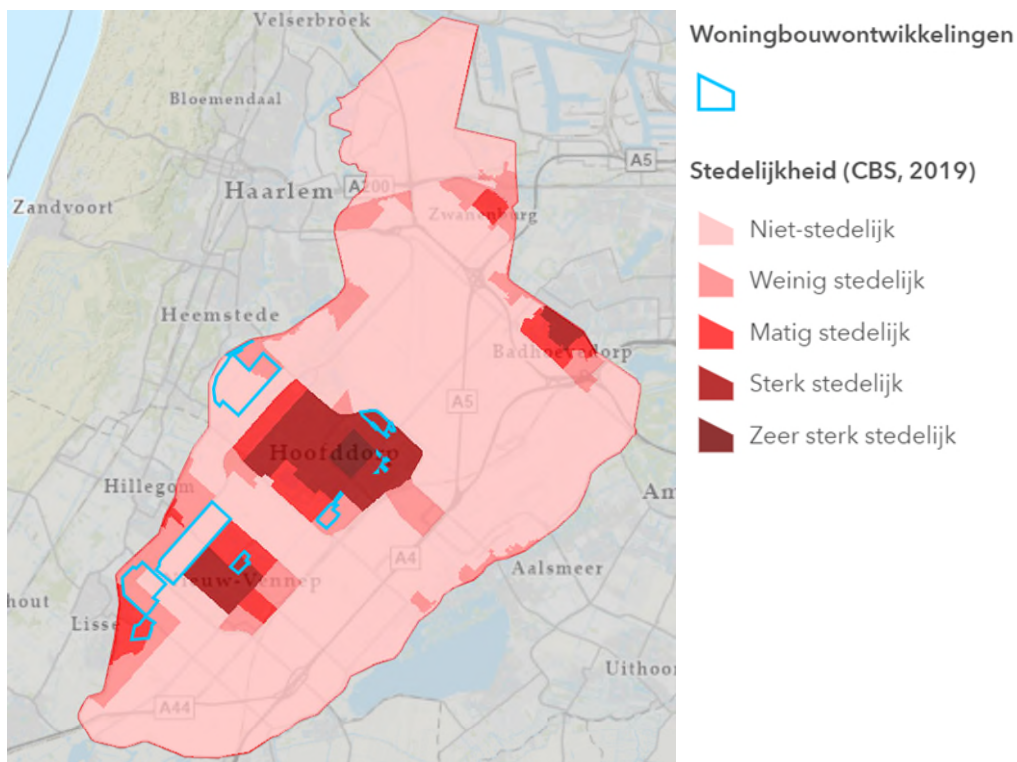 Velserbroek
Woningbouwontwikkelingen
Bloemendaal
A5
Stedelijkheid (CBS, 2019)
Haarlem
A200
Zandvoort
Zwanenburg
Niet-stedelijk
Weinig stedelijk
Heemstede
Matig stedelijk
Badhoevedorp
Sterk stedelijk
A5
Zeer sterk stedelijk
Hoofddorp
Hillegom
Am
A4
Aalsmeer
Nieuw-Vennep
hout
Lisse
Uithoor
A44